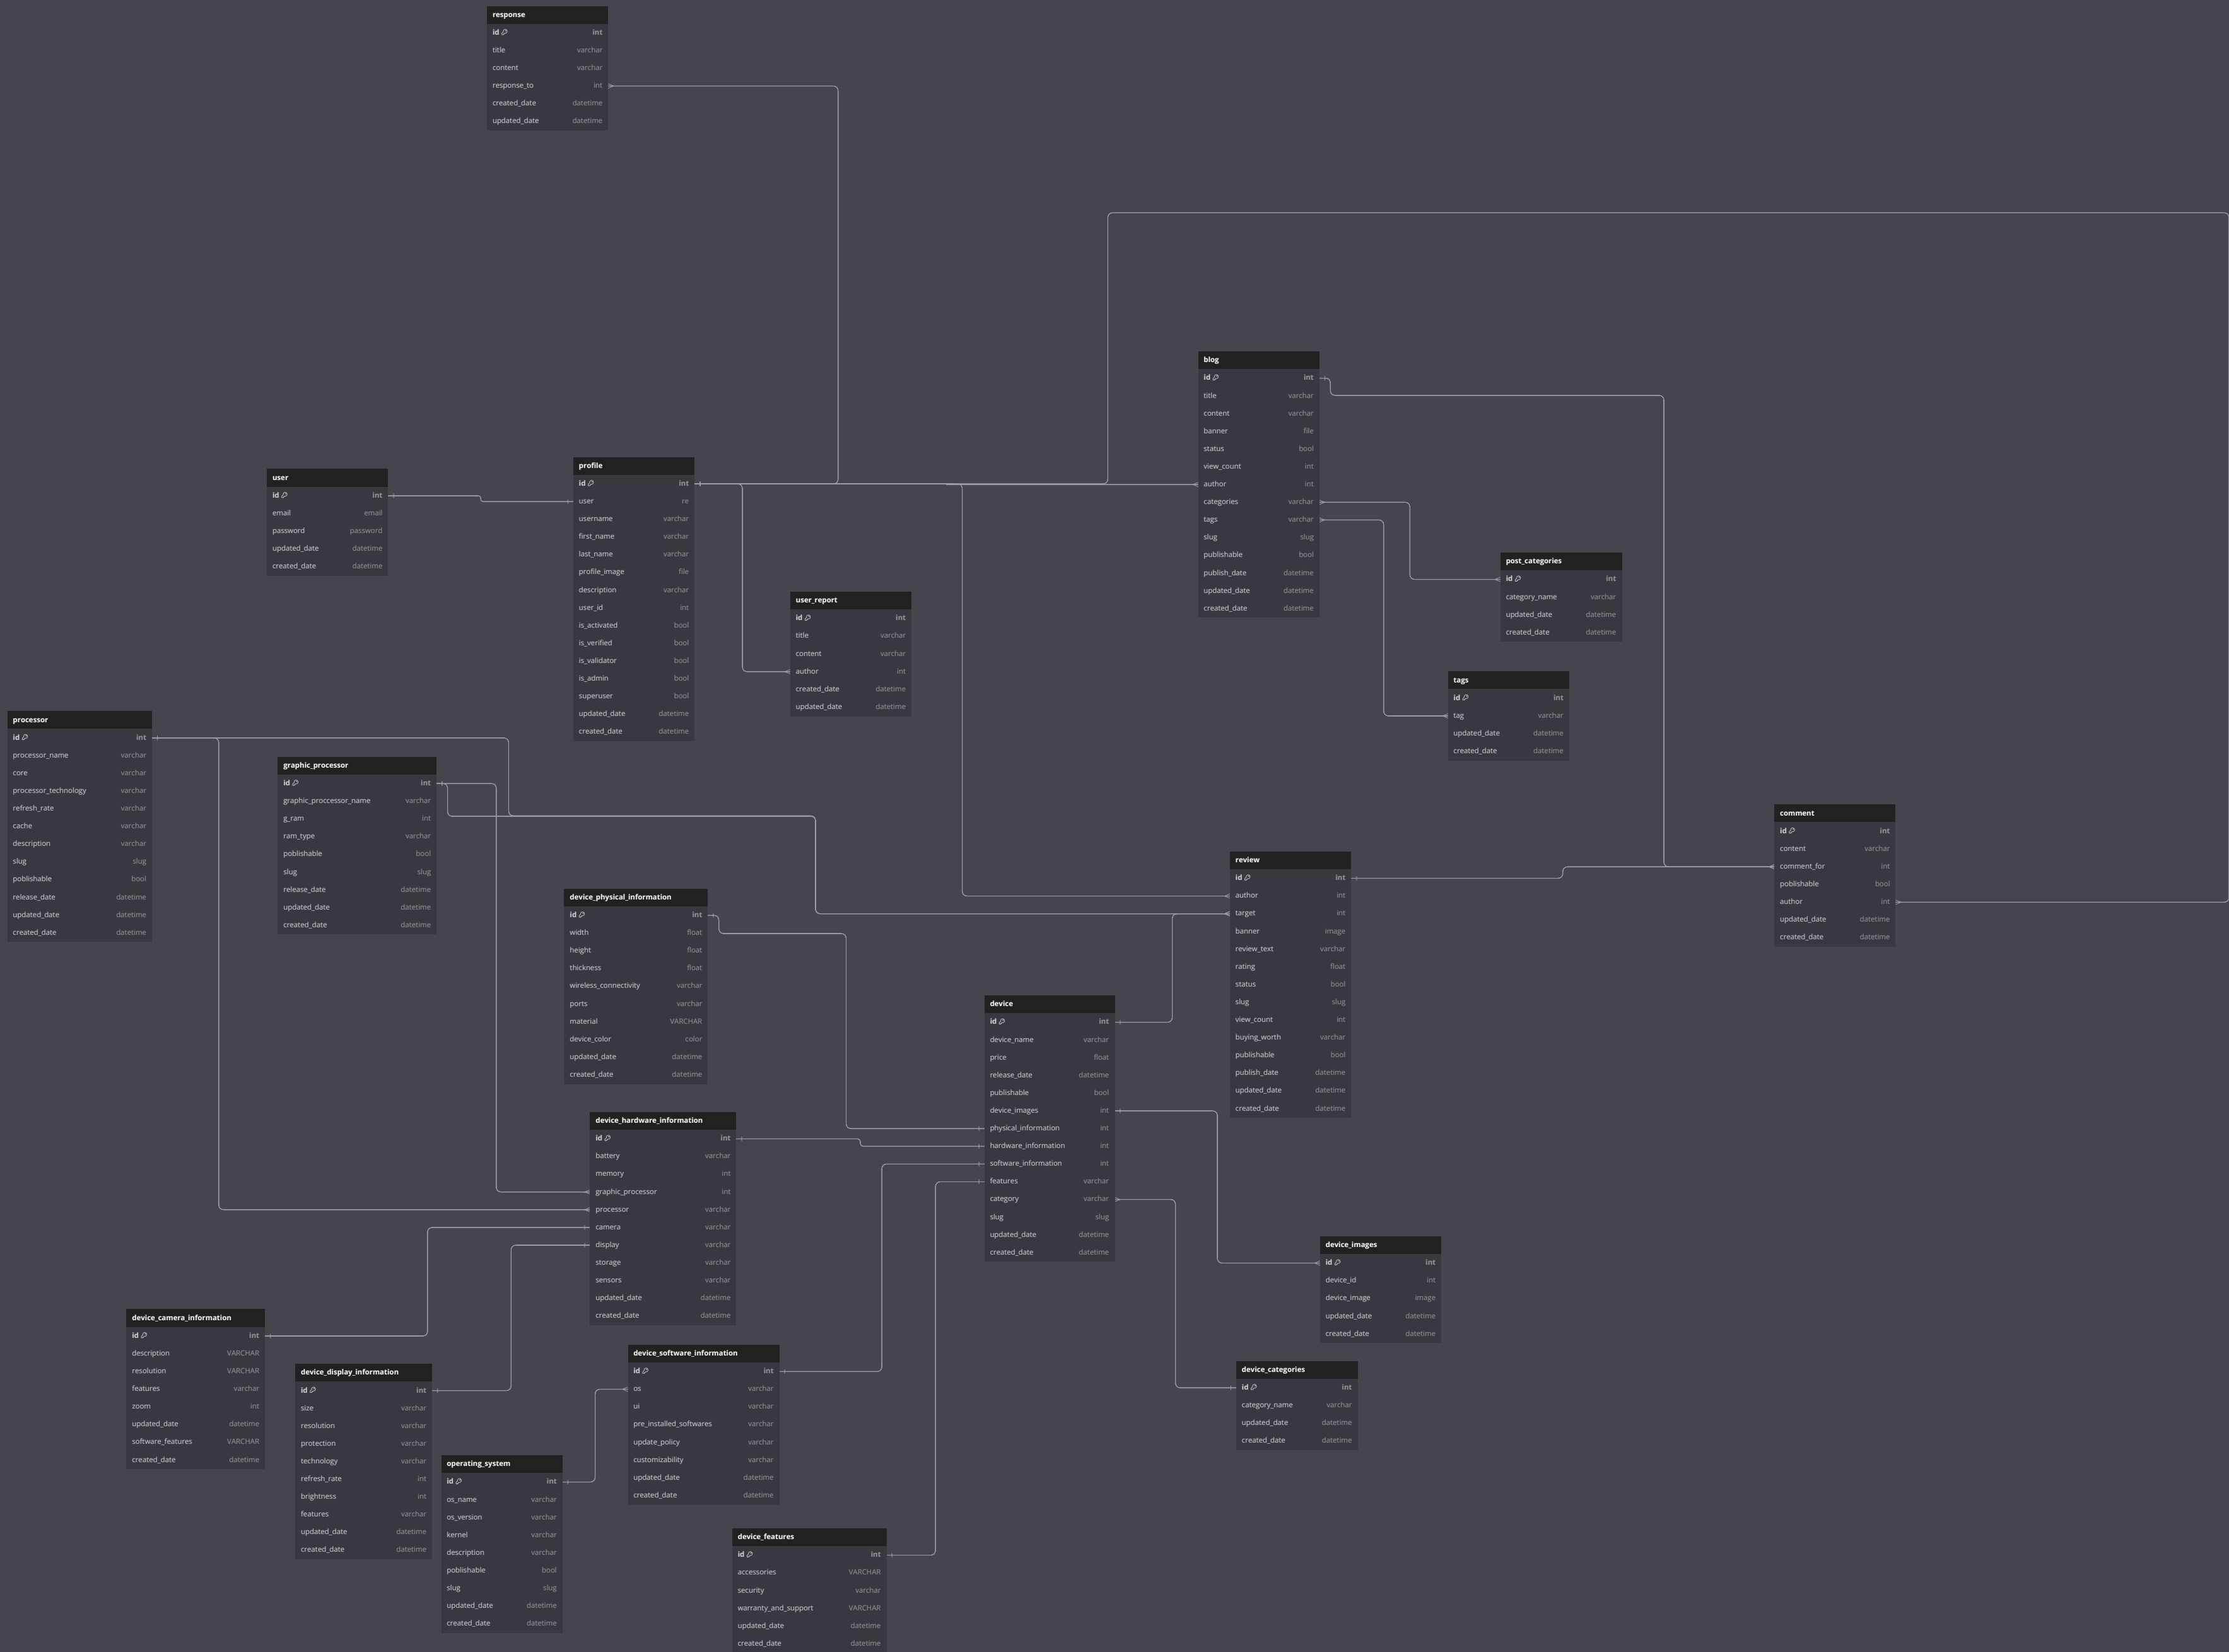 response
id int
title varchar
content varchar
response_to int
created_date datetime
updated_date datetime
blog
id int
title varchar
content varchar
banner file
status bool
view_count int
author int
categories varchar
tags varchar
slug slug
publishable bool
publish_date datetime
updated_date datetime
created_date datetime
user
id int
email email
password password
updated_date datetime
created_date datetime
profile
id int
user re
username varchar
first_name varchar
last_name varchar
profile_image file
description varchar
user_id int
is_activated bool
is_verified bool
is_validator bool
is_admin bool
superuser bool
updated_date datetime
created_date datetime
user_report
id int
title varchar
content varchar
author int
created_date datetime
updated_date datetime
post_categories
id int
category_name varchar
updated_date datetime
created_date datetime
tags
id int
tag varchar
updated_date datetime
created_date datetime
processor
id int
processor_name varchar
core varchar
processor_technology varchar
refresh_rate varchar
cache varchar
description varchar
slug slug
poblishable bool
release_date datetime
updated_date datetime
created_date datetime
graphic_processor
id int
graphic_proccessor_name varchar
g_ram int
ram_type varchar
poblishable bool
slug slug
release_date datetime
updated_date datetime
created_date datetime
comment
id int
content varchar
comment_for int
poblishable bool
author int
updated_date datetime
created_date datetime
review
id int
author int
target int
banner image
review_text varchar
rating float
status bool
slug slug
view_count int
buying_worth varchar
publishable bool
publish_date datetime
updated_date datetime
created_date datetime
device_physical_information
id int
width float
height float
thickness float
wireless_connectivity varchar
ports varchar
material VARCHAR
device_color color
updated_date datetime
created_date datetime
device
id int
device_name varchar
price float
release_date datetime
publishable bool
device_images int
physical_information int
hardware_information int
software_information int
features varchar
category varchar
slug slug
updated_date datetime
created_date datetime
device_hardware_information
id int
battery varchar
memory int
graphic_processor int
processor varchar
camera varchar
display varchar
storage varchar
sensors varchar
updated_date datetime
created_date datetime
device_images
id int
device_id int
device_image image
updated_date datetime
created_date datetime
device_camera_information
id int
description VARCHAR
resolution VARCHAR
features varchar
zoom int
updated_date datetime
software_features VARCHAR
created_date datetime
device_display_information
id int
size varchar
resolution varchar
protection varchar
technology varchar
refresh_rate int
brightness int
features varchar
updated_date datetime
created_date datetime
device_software_information
id int
os varchar
ui varchar
pre_installed_softwares varchar
update_policy varchar
customizability varchar
updated_date datetime
created_date datetime
device_categories
id int
category_name varchar
updated_date datetime
created_date datetime
operating_system
id int
os_name varchar
os_version varchar
kernel varchar
description varchar
poblishable bool
slug slug
updated_date datetime
created_date datetime
device_features
id int
accessories VARCHAR
security varchar
warranty_and_support VARCHAR
updated_date datetime
created_date datetime